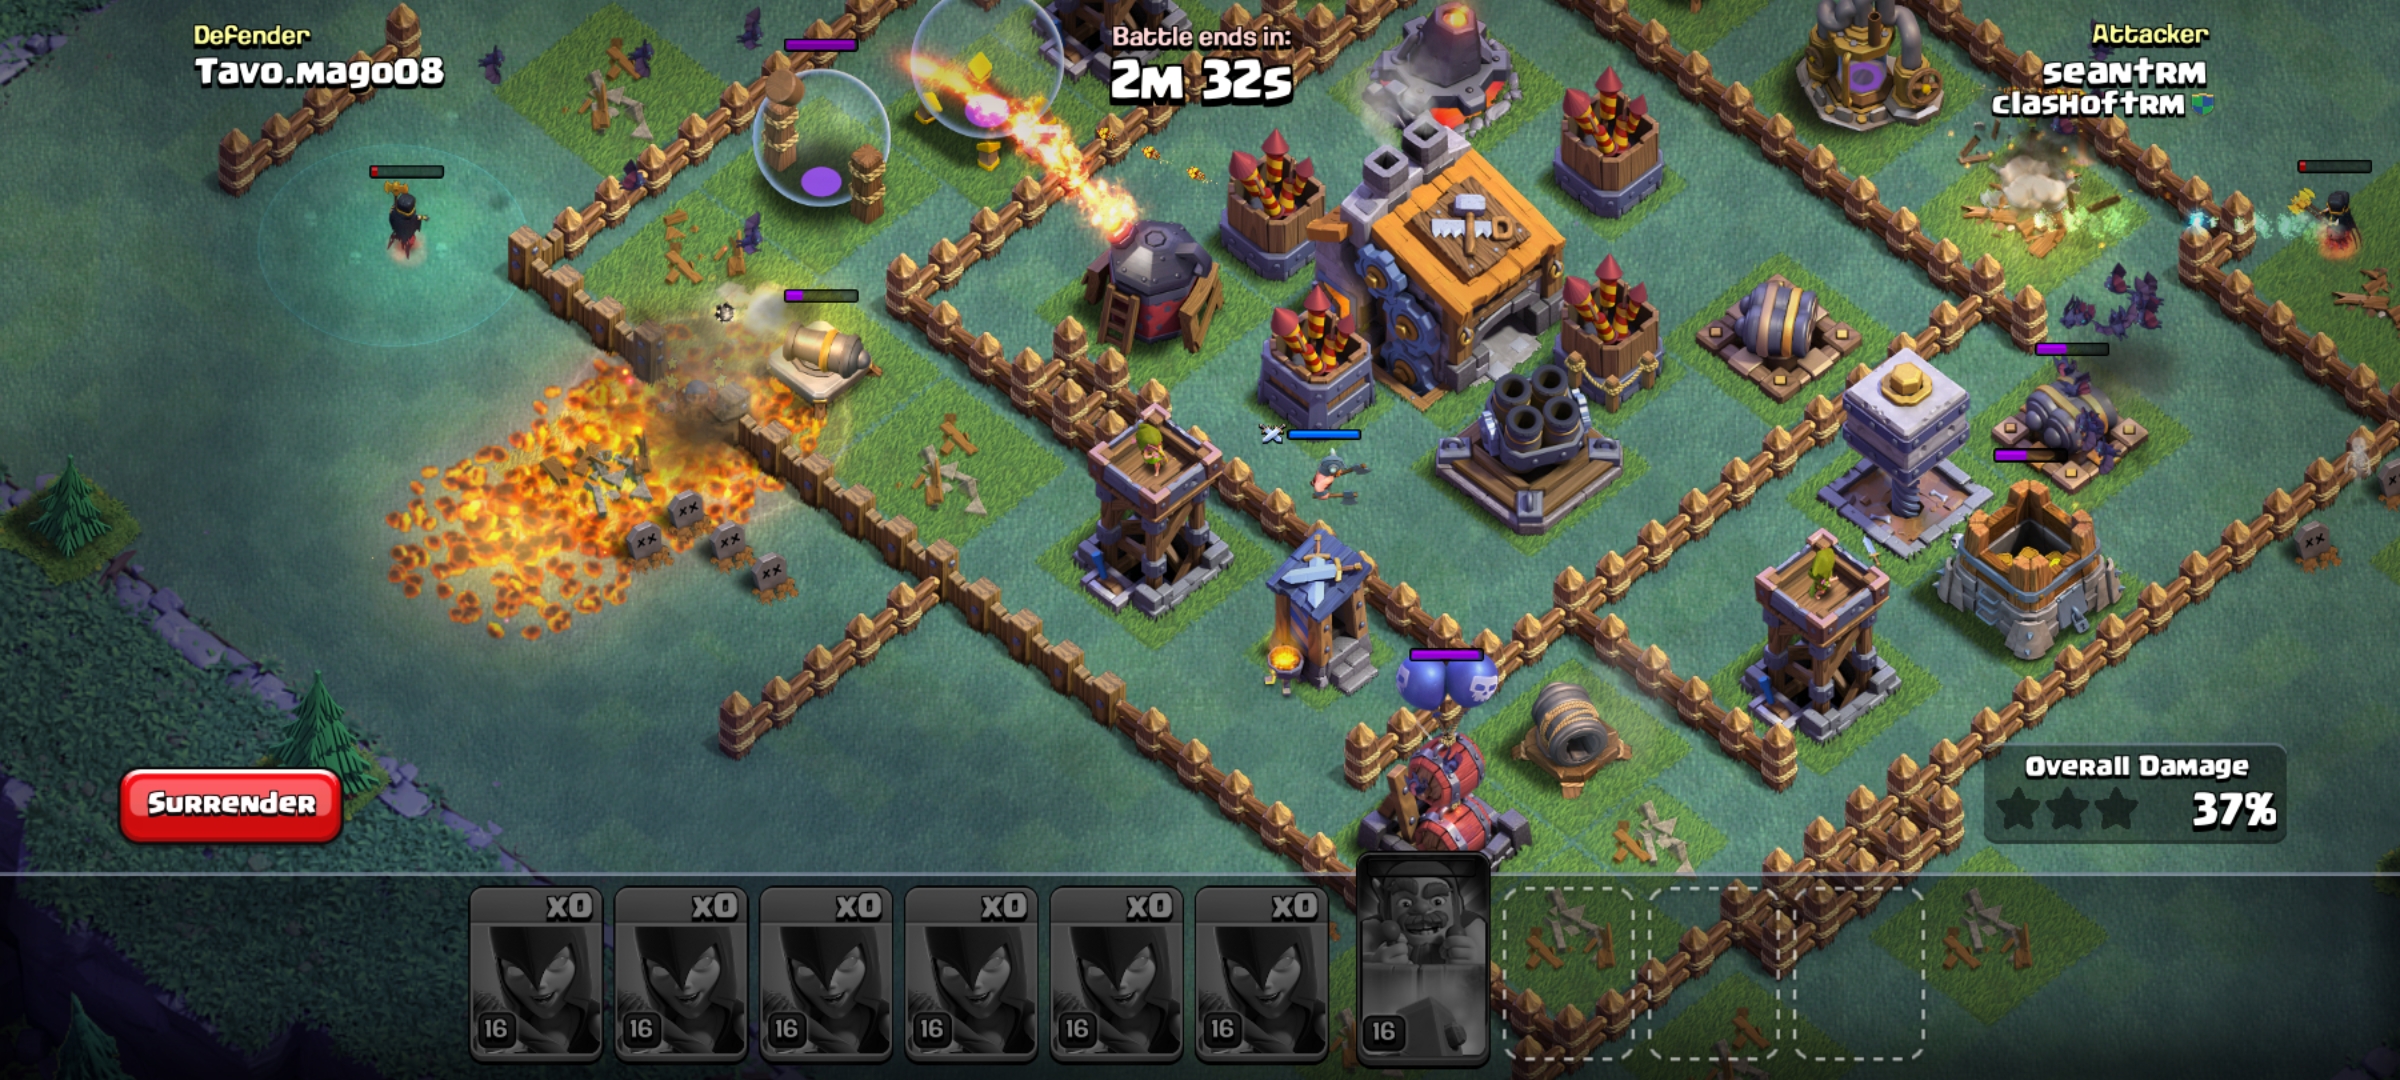 Defender
Tavo.mago08
Battle ends in:
2M 32s
Attacker
seantRM
clashoftRM
Surrender
Overall Damage
37%
x0
x0
x0
x0
x0
x0
16
16
16
16
16
16
16